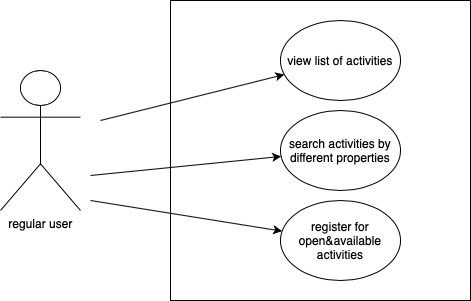 view list of activities
search activities by
different properties
regular user
register for
open&available
activities